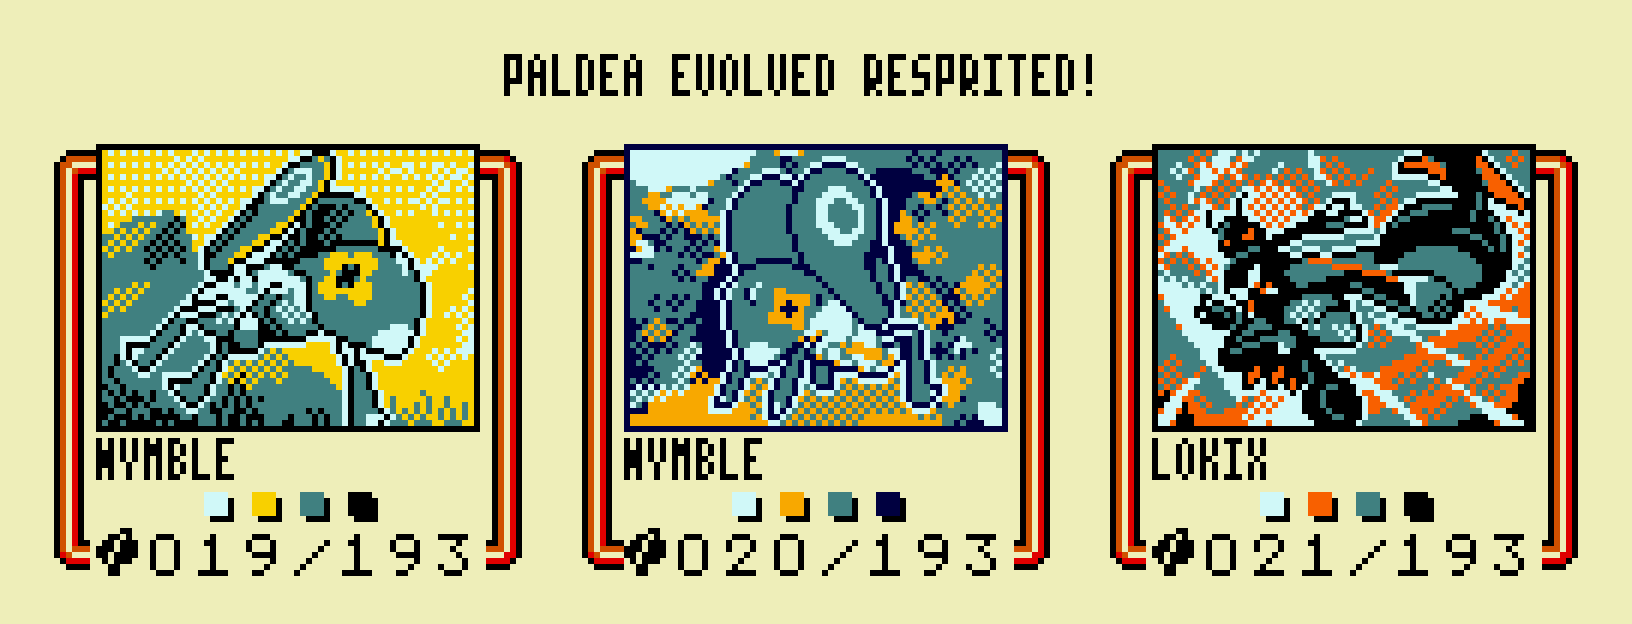 PALDEA EVOLVED RESPRITED!
NYMBLE
019/193
NYMBLE
020/193
LOKIX
021/193